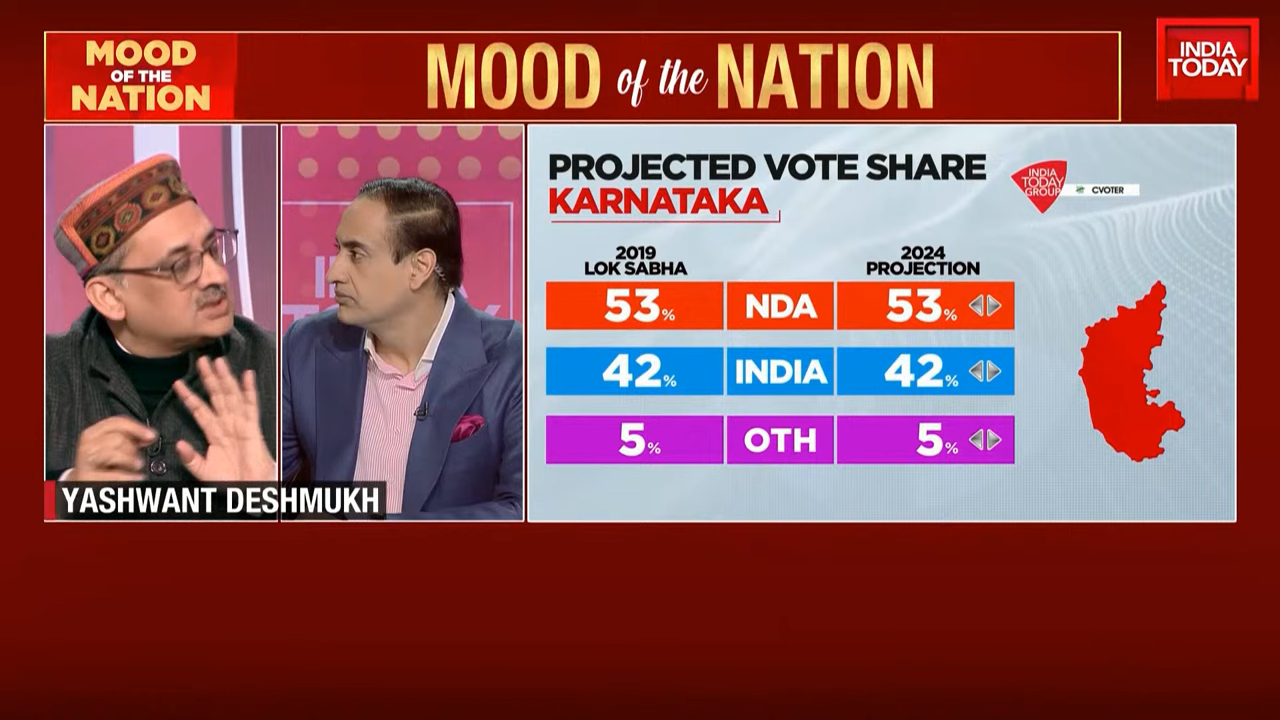 MOOD
OF THE
NATION
MOOD of the NATION
INDIA
TODAY
PROJECTED VOTE SHARE
KARNATAKA
INDIA
TODAY
GROUP
CVOTER
2019
LOK SABHA
2024
PROJECTION
53% NDA 53%
42% INDIA 42%
5% OTH 5%
YASHWANT DESHMUKH